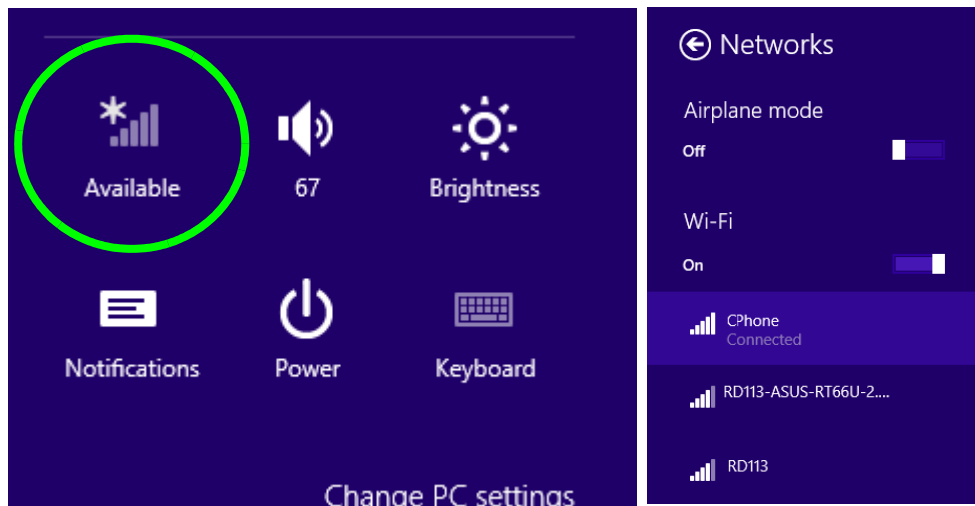 Available
67
Brightness
Notifications
Power
Keyboard
Change PC settings
Networks
Airplane mode
Off
Wi-Fi
On
CPhone
Connected
RD113-ASUS-RT66U-2....
RD113